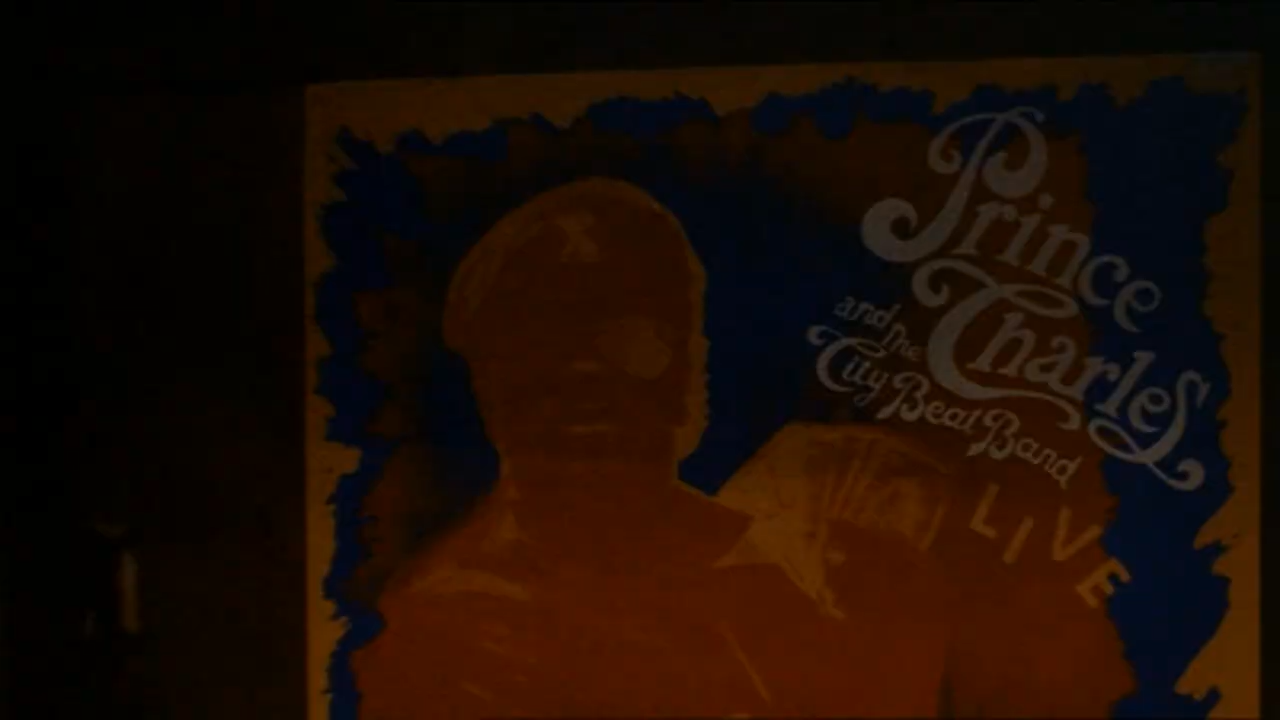 X
Prince
Charles
and the
City Beat Band
LIVE